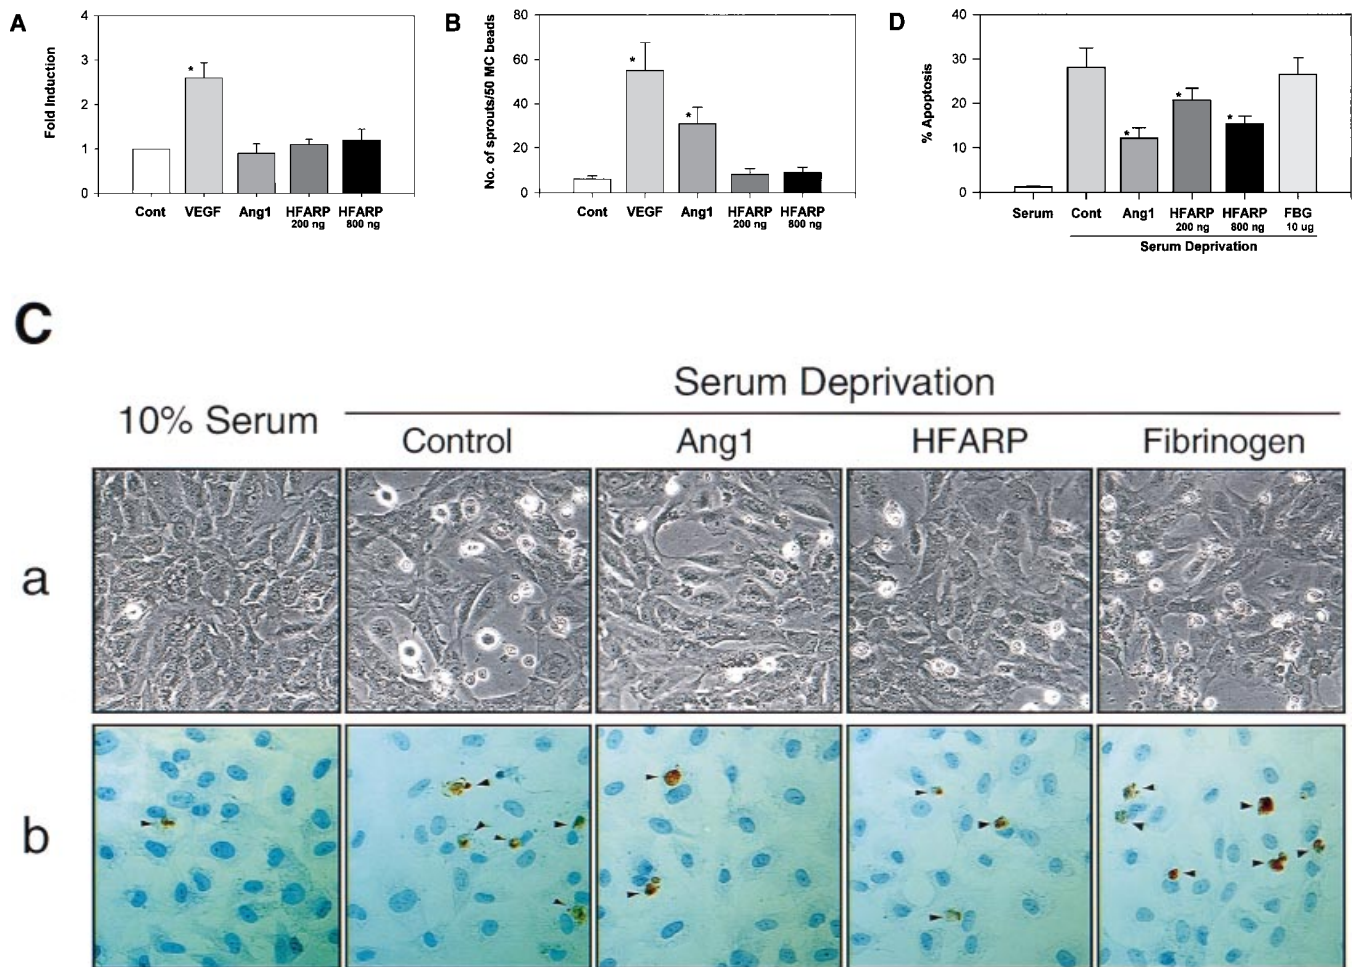 A
Fold Induction
4
3
2
1
0
*
Cont VEGF Ang1 HFARP HFARP
200 ng 800 ng
B
No. of sprouts/50 MC beads
80
60
40
20
0
*
*
Cont VEGF Ang1 HFARP HFARP
200 ng 800 ng
D
% Apoptosis
40
30
20
10
0
*
*
*
Serum Cont Ang1 HFARP HFARP FBG
200 ng 800 ng 10 ug
Serum Deprivation
C
Serum Deprivation
10% Serum
Control Ang1 HFARP Fibrinogen
a
b